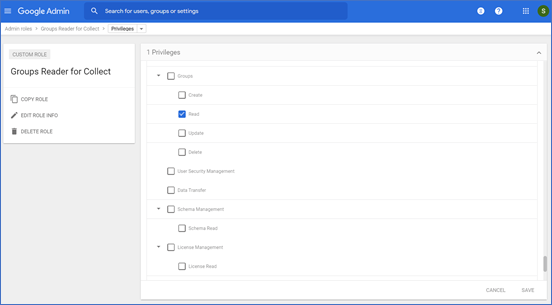 Google Admin
Search for users, groups or settings
S
Admin roles > Groups Reader for Collect > Privileges
CUSTOM ROLE
Groups Reader for Collect
COPY ROLE
EDIT ROLE INFO
DELETE ROLE
1 Privileges
Groups
Create
Read
Update
Delete
User Security Management
Data Transfer
Schema Management
Schema Read
License Management
License Read
CANCEL SAVE